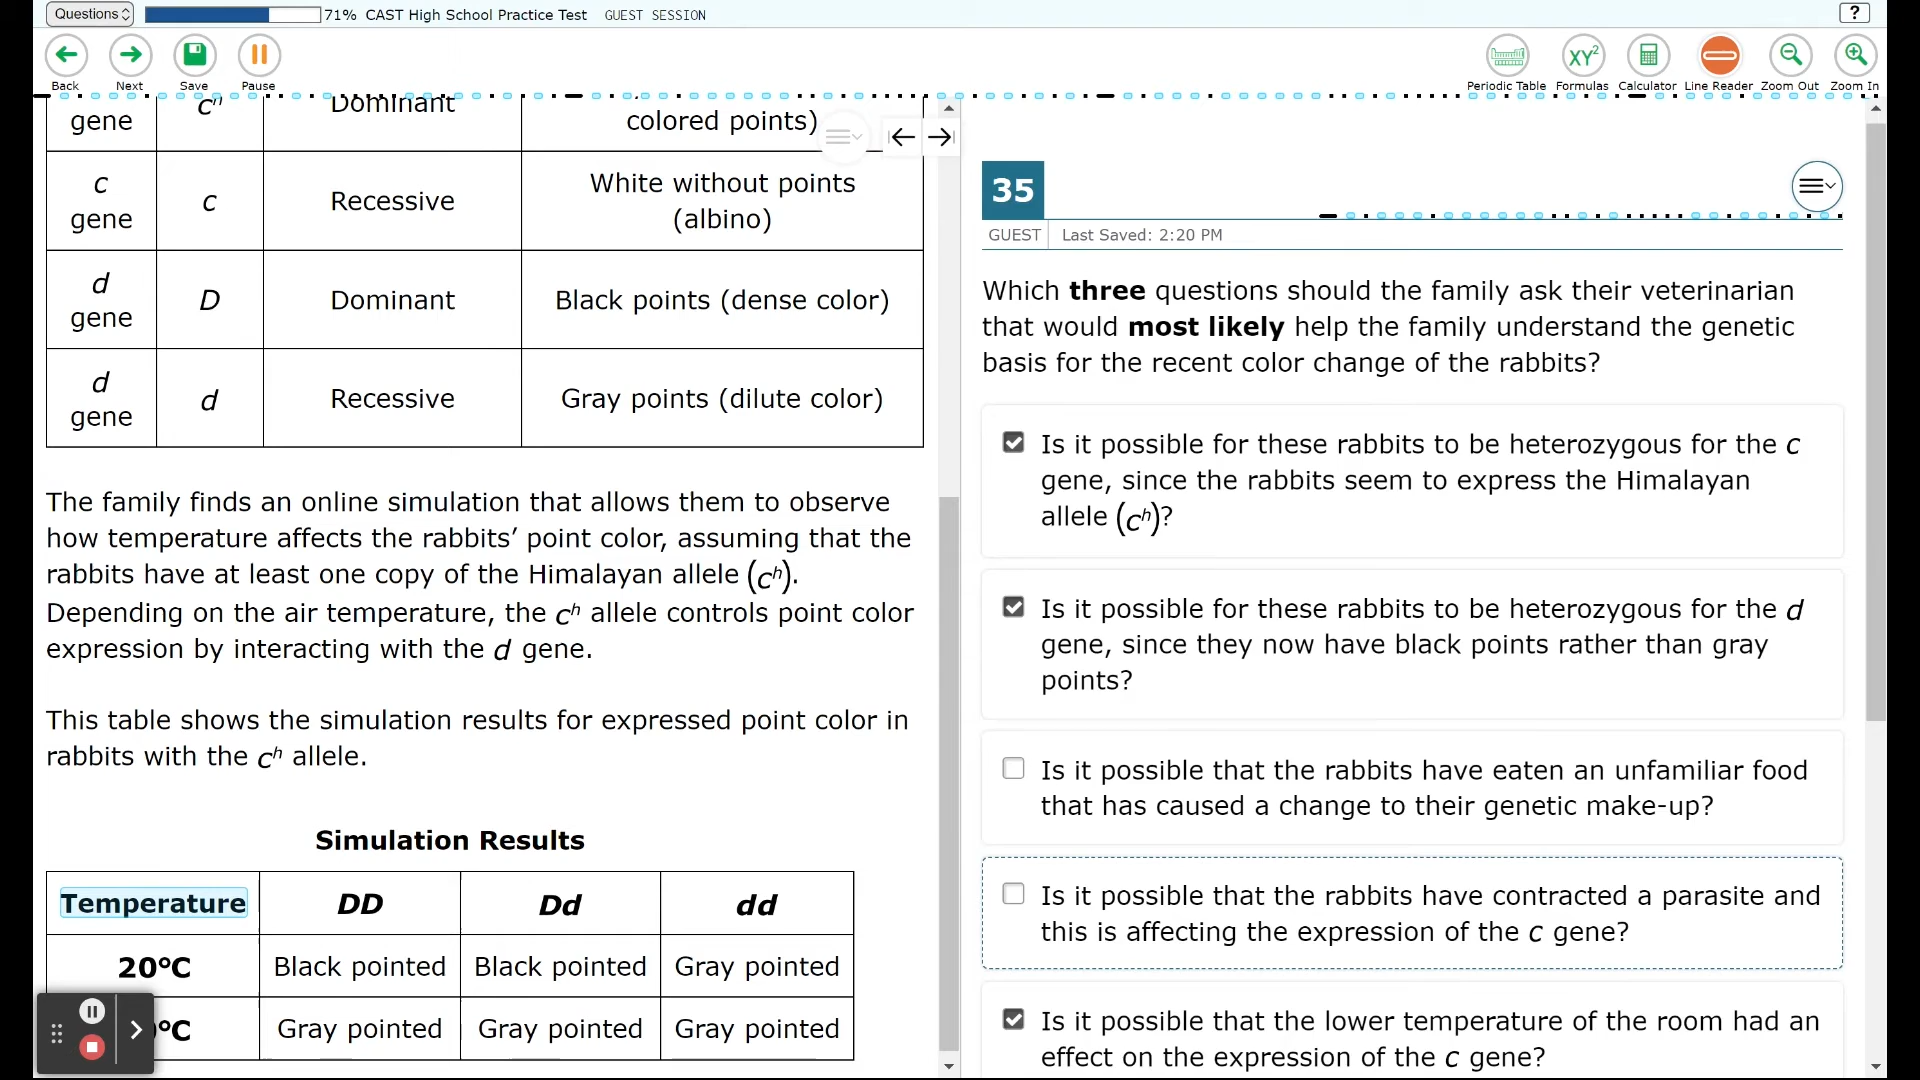 Questions
71% CAST High School Practice Test GUEST SESSION
?
Back Next Save Pause
Periodic Table Formulas Calculator Line Reader Zoom Out Zoom In
XY²
gene cʰ Dominant colored points)
c gene c Recessive White without points (albino)
d gene D Dominant Black points (dense color)
d gene d Recessive Gray points (dilute color)
The family finds an online simulation that allows them to observe
how temperature affects the rabbits’ point color, assuming that the
rabbits have at least one copy of the Himalayan allele (cʰ).
Depending on the air temperature, the cʰ allele controls point color
expression by interacting with the d gene.
This table shows the simulation results for expressed point color in
rabbits with the cʰ allele.
Simulation Results
Temperature DD Dd dd
20°C Black pointed Black pointed Gray pointed
°C Gray pointed Gray pointed Gray pointed
35
GUEST Last Saved: 2:20 PM
Which three questions should the family ask their veterinarian
that would most likely help the family understand the genetic
basis for the recent color change of the rabbits?
Is it possible for these rabbits to be heterozygous for the c
gene, since the rabbits seem to express the Himalayan
allele (cʰ)?
Is it possible for these rabbits to be heterozygous for the d
gene, since they now have black points rather than gray
points?
Is it possible that the rabbits have eaten an unfamiliar food
that has caused a change to their genetic make-up?
Is it possible that the rabbits have contracted a parasite and
this is affecting the expression of the c gene?
Is it possible that the lower temperature of the room had an
effect on the expression of the c gene?